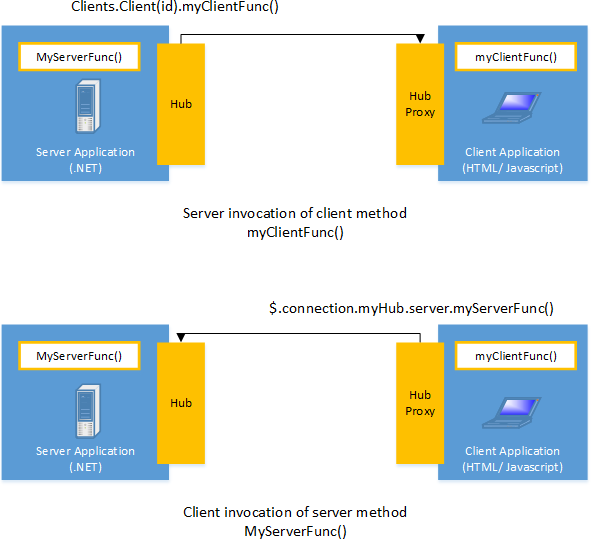 Clients.Client(id).myClientFunc()
MyServerFunc()
Hub
Server Application
(.NET)
Hub
Proxy
myClientFunc()
Client Application
(HTML/ Javascript)
Server invocation of client method
myClientFunc()
$.connection.myHub.server.myServerFunc()
MyServerFunc()
Hub
Server Application
(.NET)
Hub
Proxy
myClientFunc()
Client Application
(HTML/ Javascript)
Client invocation of server method
MyServerFunc()